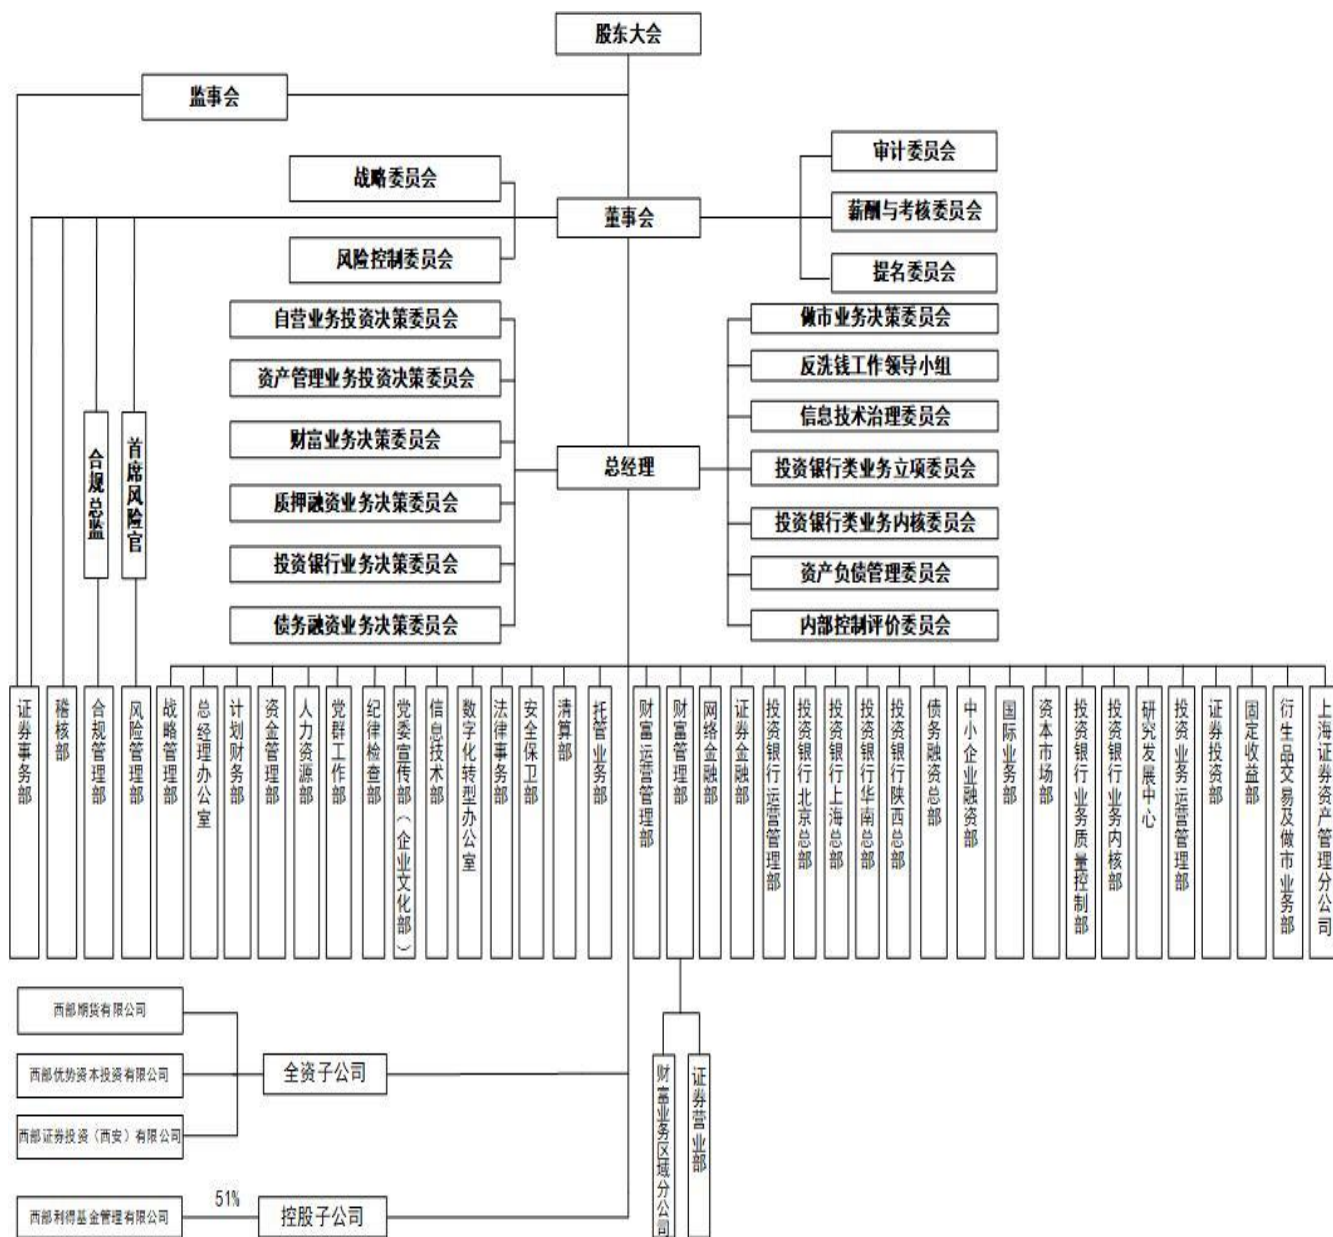 股东大会
监事会
审计委员会
战略委员会
薪酬与考核委员会
董事会
风险控制委员会
提名委员会
自营业务投资决策委员会
做市业务决策委员会
资产管理业务投资决策委员会
反洗钱工作领导小组
财富业务决策委员会
信息技术治理委员会
总经理
投资银行类业务立项委员会
质押融资业务决策委员会
投资银行类业务内核委员会
投资银行业务决策委员会
资产负债管理委员会
债务融资业务决策委员会
内部控制评价委员会
合规总监
首席风险官
证券事务部
稽核部
合规管理部
风险管理部
战略管理部
总经理办公室
计划财务部
资金管理部
人力资源部
党群工作部
纪律检查部
党委宣传部（企业文化部）
信息技术部
数字化转型办公室
法律事务部
安全保卫部
清算部
托管业务部
财富运营管理部
财富管理部
网络金融部
证券金融部
投资银行运营管理部
投资银行北京总部
投资银行上海总部
投资银行华南总部
投资银行陕西总部
债务融资总部
中小企业融资部
国际业务部
资本市场部
投资银行业务质量控制部
投资银行业务内核部
研究发展中心
投资业务运营管理部
证券投资部
固定收益部
衍生品交易及做市业务部
上海证券资产管理分公司
西部期货有限公司
西部优势资本投资有限公司
全资子公司
西部证券投资（西安）有限公司
西部利得基金管理有限公司
51%
控股子公司
财富业务区域分公司
证券营业部